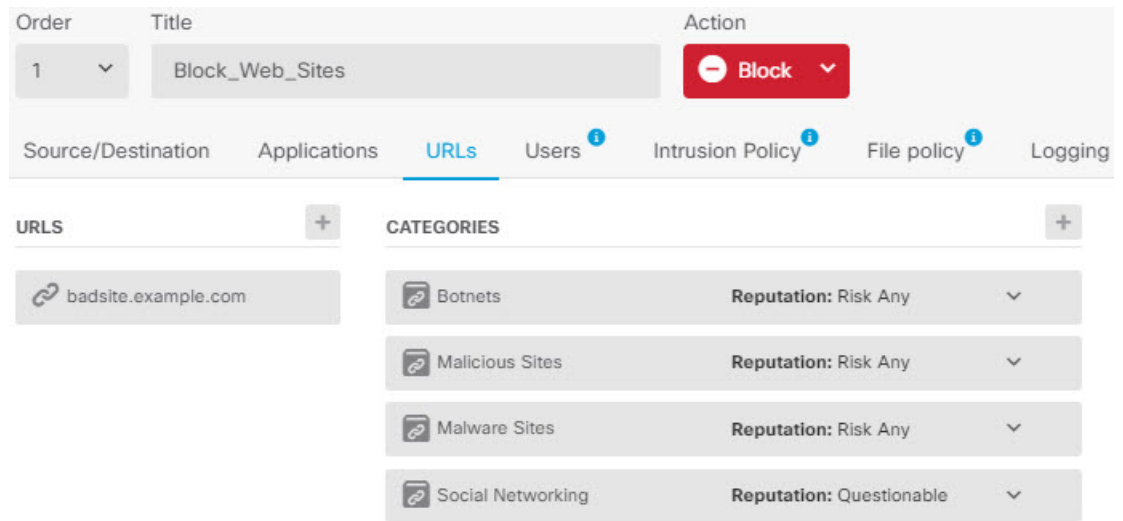 Order Title Action
1 Block_Web_Sites Block
Source/Destination Applications URLs Users Intrusion Policy File policy Logging
URLS CATEGORIES
badsite.example.com Botnets Reputation: Risk Any
Malicious Sites Reputation: Risk Any
Malware Sites Reputation: Risk Any
Social Networking Reputation: Questionable